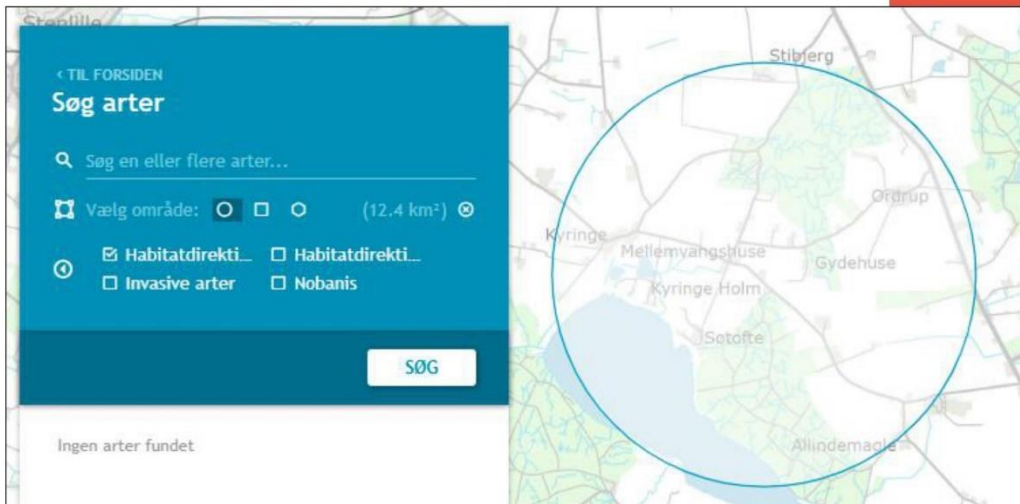 Stenlille
‹ TIL FORSIDEN
Søg arter
Søg en eller flere arter...
Vælg område: (12.4 km²)
Habitatdirekti... Habitatdirekti...
Invasive arter Nobanis
SØG
Ingen arter fundet
Stibjerg
Ordrup
Kyringe
Mellemvangshuse
Gydehuse
Kyringe Holm
Sotofte
Allindemagle